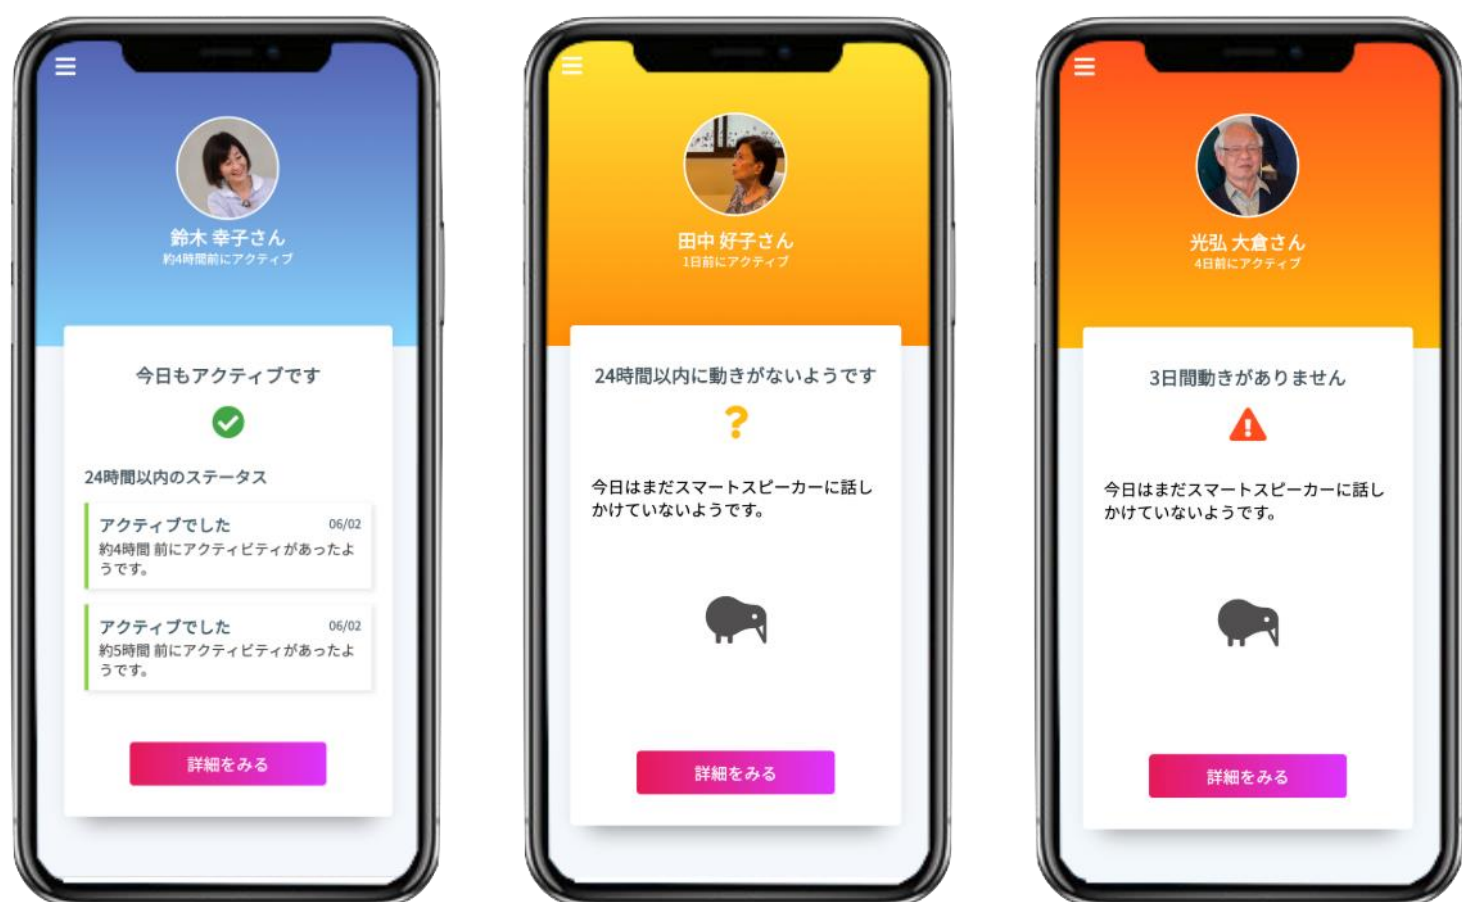 鈴木 幸子さん
約4時間前にアクティブ
今日もアクティブです
24時間以内のステータス
アクティブでした 06/02
約4時間 前にアクティビティがあったよ
うです。
アクティブでした 06/02
約5時間 前にアクティビティがあったよ
うです。
詳細をみる
田中 好子さん
1日前にアクティブ
24時間以内に動きがないようです
今日はまだスマートスピーカーに話し
かけていないようです。
詳細をみる
光弘 大倉さん
4日前にアクティブ
3日間動きがありません
今日はまだスマートスピーカーに話し
かけていないようです。
詳細をみる